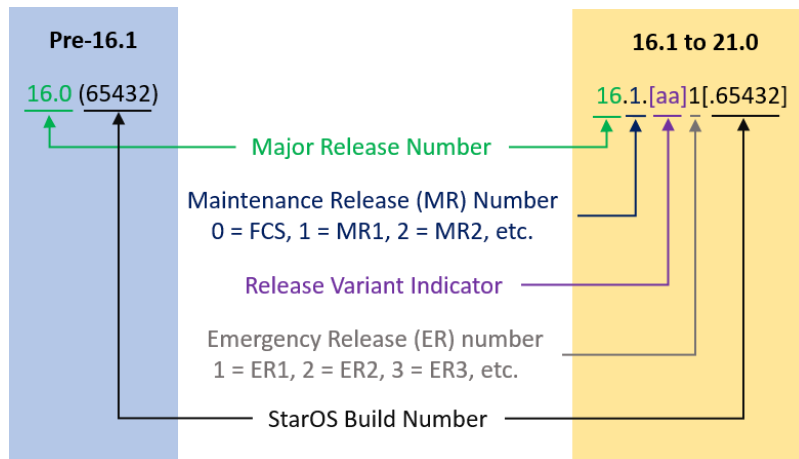 Pre-16.1
16.1 to 21.0
16.0 (65432)
16.1.[aa]1[.65432]
Major Release Number
Maintenance Release (MR) Number
0 = FCS, 1 = MR1, 2 = MR2, etc.
Release Variant Indicator
Emergency Release (ER) number
1 = ER1, 2 = ER2, 3 = ER3, etc.
StarOS Build Number